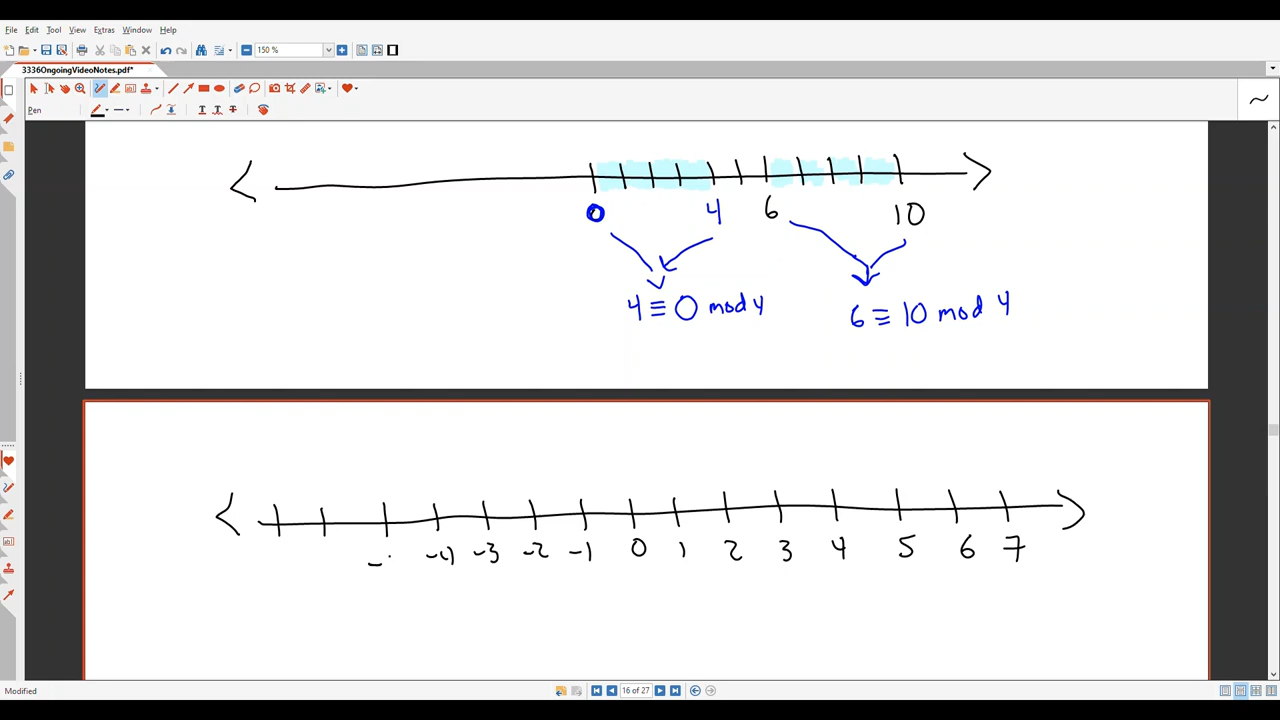 File Edit Tool View Extras Window Help
150 %
3336OngoingVideoNotes.pdf*
Pen
0 4 6 10
4 ≡ 0 mod 4 6 ≡ 10 mod 4
- -4 -3 -2 -1 0 1 2 3 4 5 6 7
16 of 27
Modified